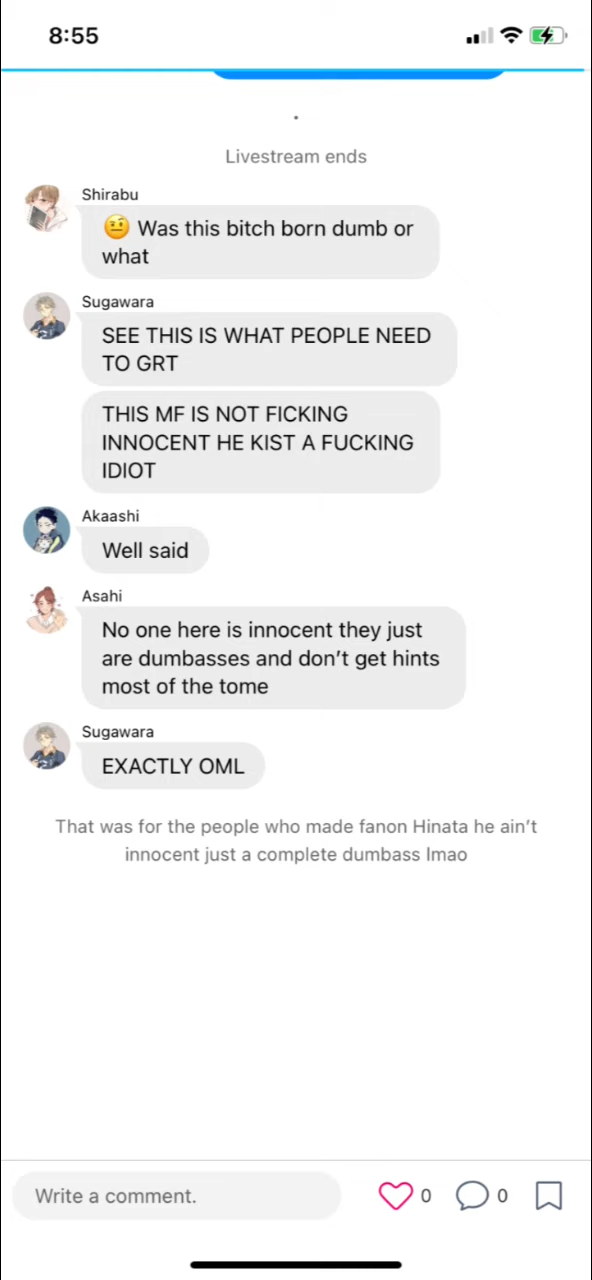 8:55
Livestream ends
Shirabu
🤨 Was this bitch born dumb or
what
Sugawara
SEE THIS IS WHAT PEOPLE NEED
TO GRT
THIS MF IS NOT FICKING
INNOCENT HE KIST A FUCKING
IDIOT
Akaashi
Well said
Asahi
No one here is innocent they just
are dumbasses and don't get hints
most of the tome
Sugawara
EXACTLY OML
That was for the people who made fanon Hinata he ain't
innocent just a complete dumbass lmao
Write a comment.
0
0